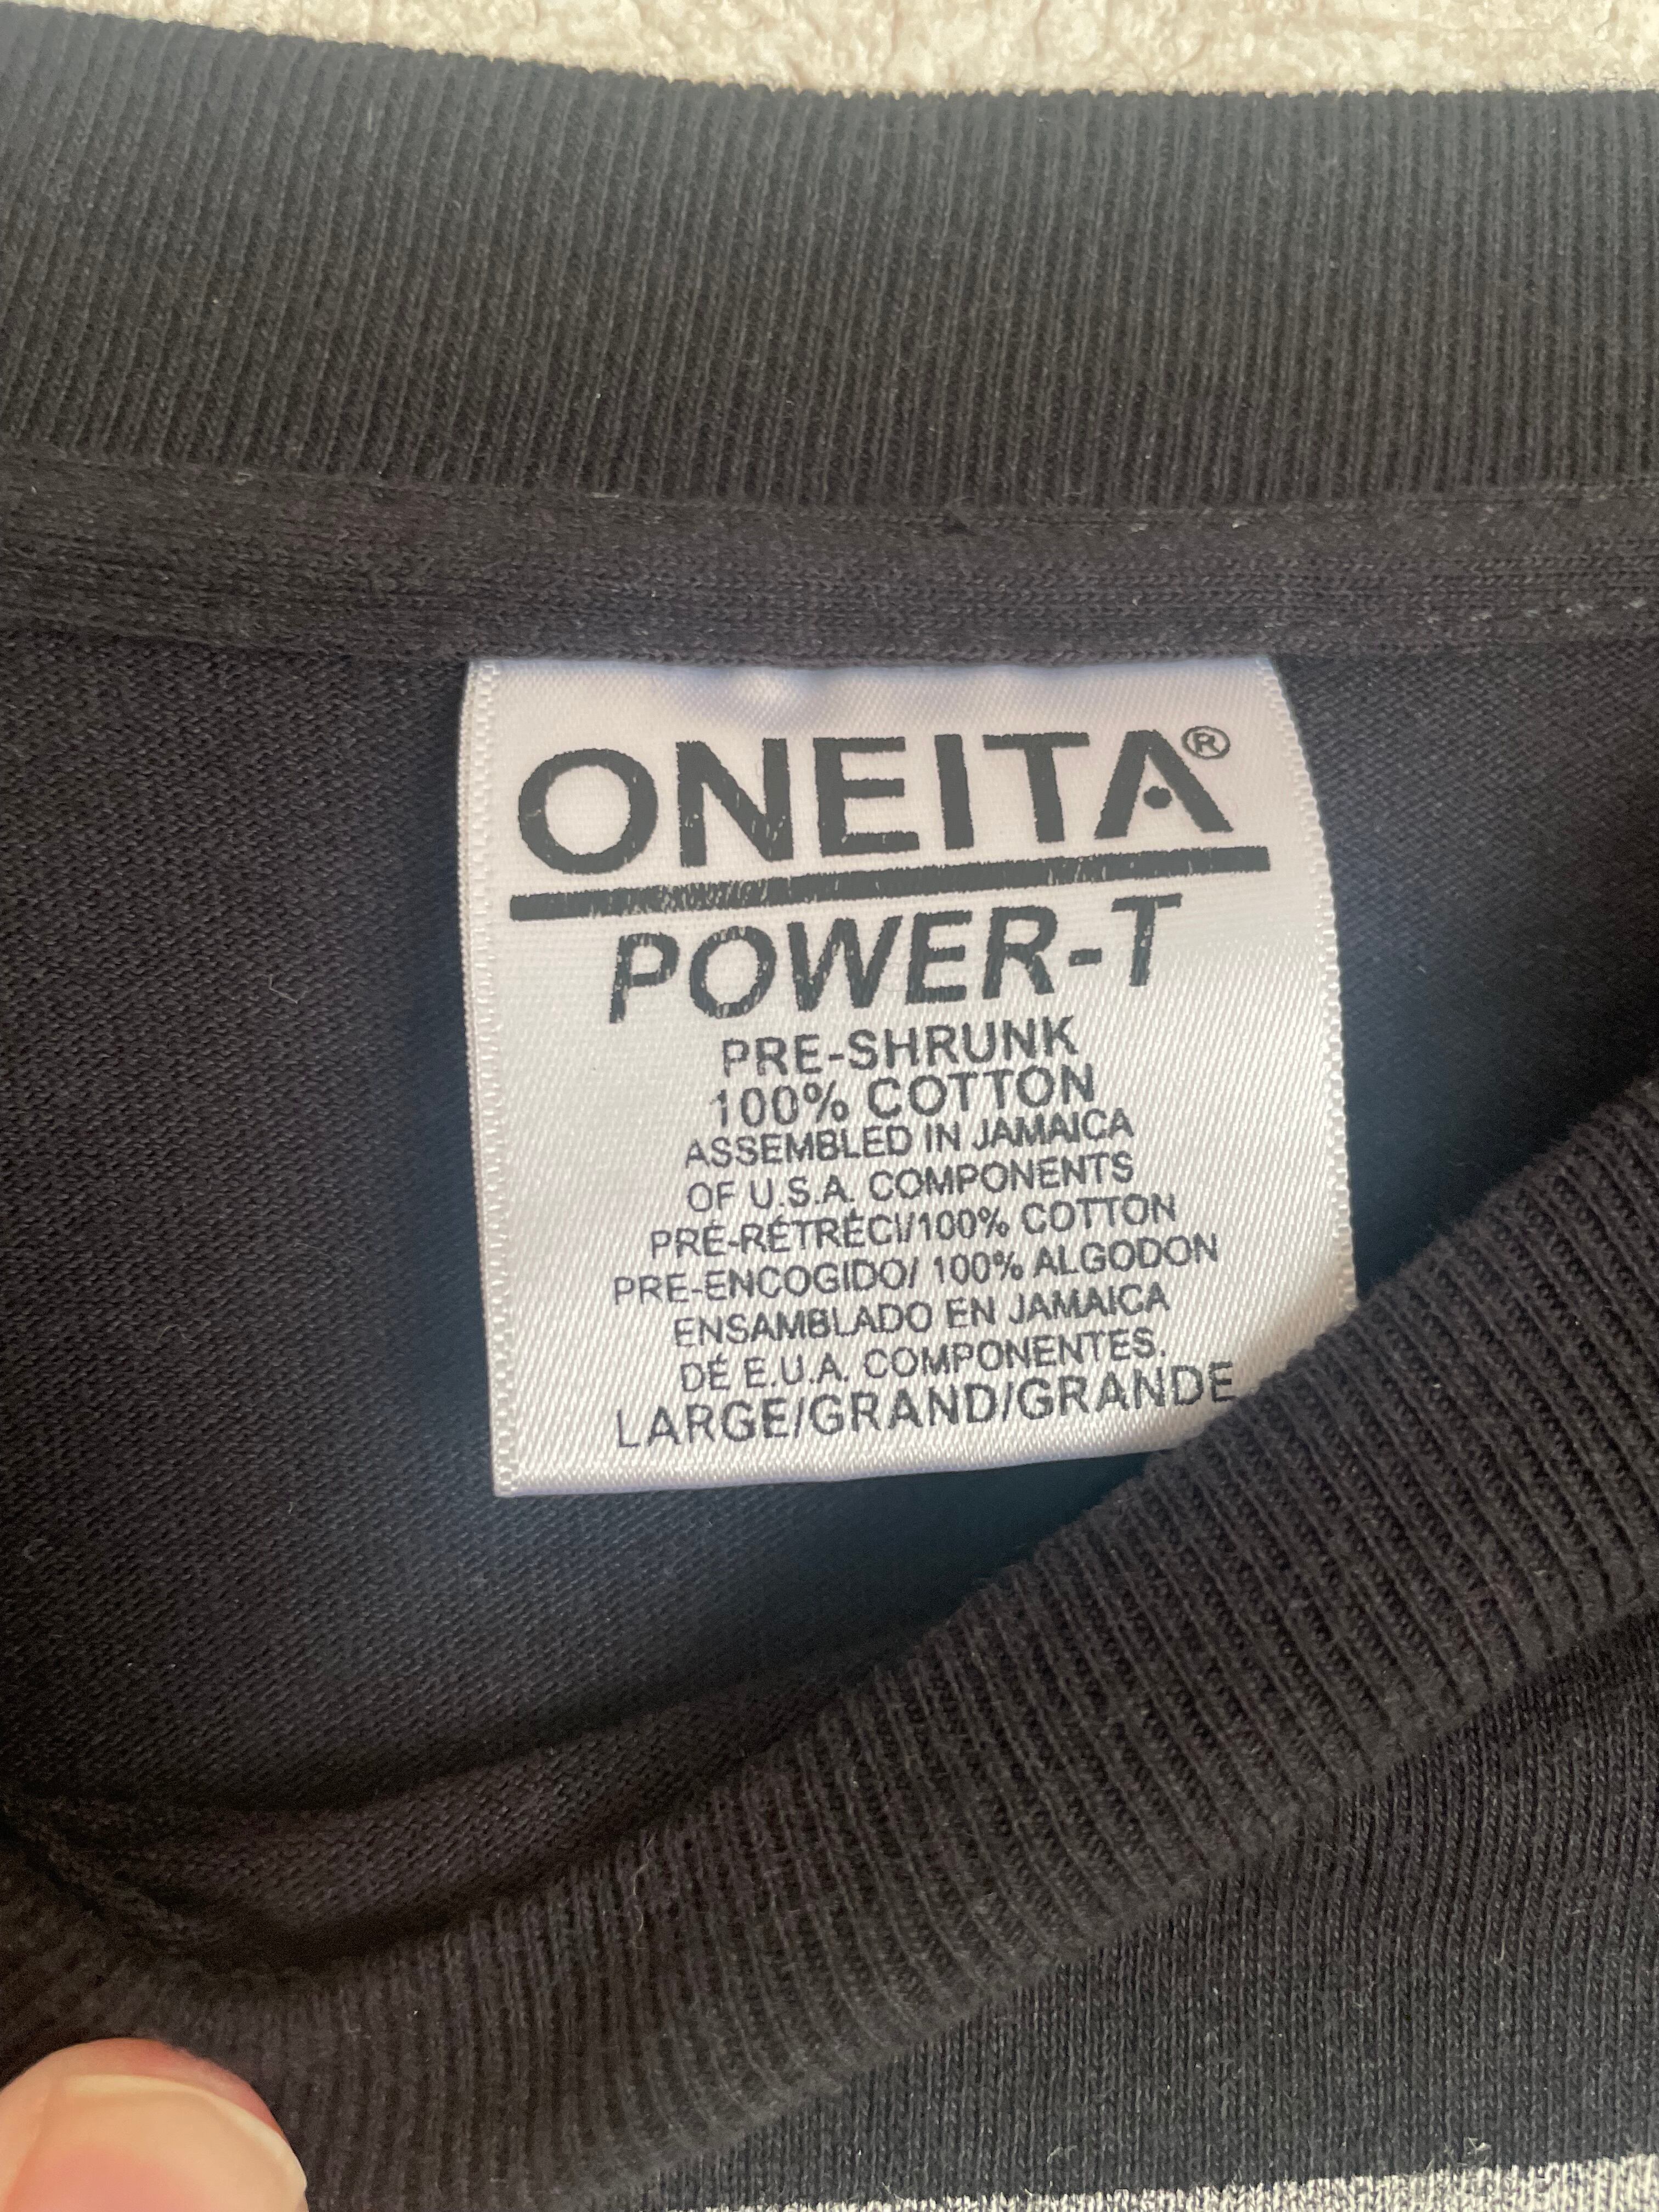 ONEITA®
POWER-T
PRE-SHRUNK
100% COTTON
ASSEMBLED IN JAMAICA
OF U.S.A. COMPONENTS
PRÉ-RÉTRÉCI/100% COTTON
PRE-ENCOGIDO/ 100% ALGODON
ENSAMBLADO EN JAMAICA
DÉ E.U.A. COMPONENTES.
LARGE/GRAND/GRANDE